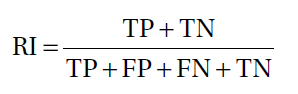 RI = TP + TN
TP + FP + FN + TN